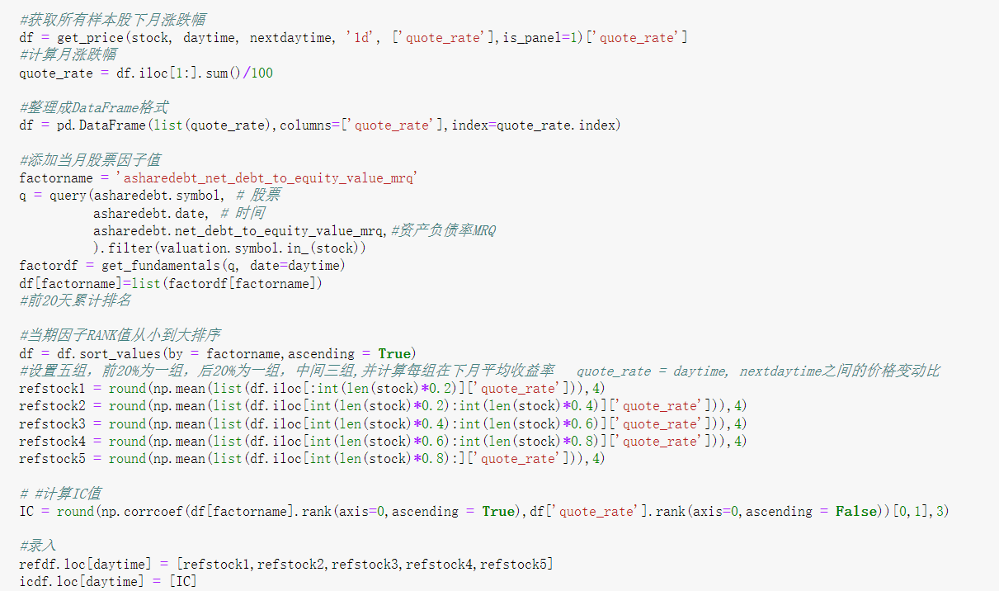 #获取所有样本股下月涨跌幅
df = get_price(stock, daytime, nextdaytime, '1d', ['quote_rate'],is_panel=1)['quote_rate']
#计算月涨跌幅
quote_rate = df.iloc[1:].sum()/100
#整理成DataFrame格式
df = pd.DataFrame(list(quote_rate),columns=['quote_rate'],index=quote_rate.index)
#添加当月股票因子值
factorname = 'asharedebt_net_debt_to_equity_value_mrq'
q = query(asharedebt.symbol, # 股票
asharedebt.date, # 时间
asharedebt.net_debt_to_equity_value_mrq,#资产负债率MRQ
).filter(valuation.symbol.in_(stock))
factordf = get_fundamentals(q, date=daytime)
df[factorname]=list(factordf[factorname])
#前20天累计排名
#当期因子RANK值从小到大排序
df = df.sort_values(by = factorname,ascending = True)
#设置五组，前20%为一组，后20%为一组，中间三组,并计算每组在下月平均收益率   quote_rate = daytime, nextdaytime之间的价格变动比
refstock1 = round(np.mean(list(df.iloc[:int(len(stock)*0.2)]['quote_rate'])),4)
refstock2 = round(np.mean(list(df.iloc[int(len(stock)*0.2):int(len(stock)*0.4)]['quote_rate'])),4)
refstock3 = round(np.mean(list(df.iloc[int(len(stock)*0.4):int(len(stock)*0.6)]['quote_rate'])),4)
refstock4 = round(np.mean(list(df.iloc[int(len(stock)*0.6):int(len(stock)*0.8)]['quote_rate'])),4)
refstock5 = round(np.mean(list(df.iloc[int(len(stock)*0.8):]['quote_rate'])),4)
# #计算IC值
IC = round(np.corrcoef(df[factorname].rank(axis=0,ascending = True),df['quote_rate'].rank(axis=0,ascending = False))[0,1],3)
#录入
refdf.loc[daytime] = [refstock1,refstock2,refstock3,refstock4,refstock5]
icdf.loc[daytime] = [IC]